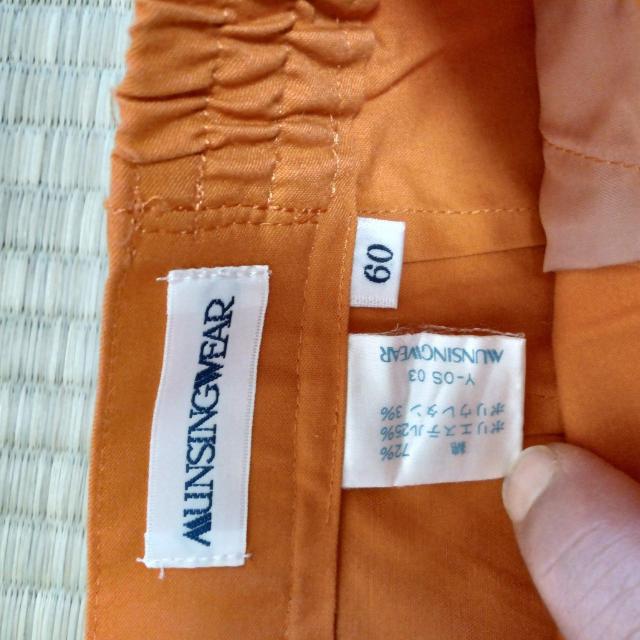 MUNSINGWEAR
60
MUNSINGWEAR
Y-OS 03
綿 72%
ポリエステル25%
ポリウレタン 3%